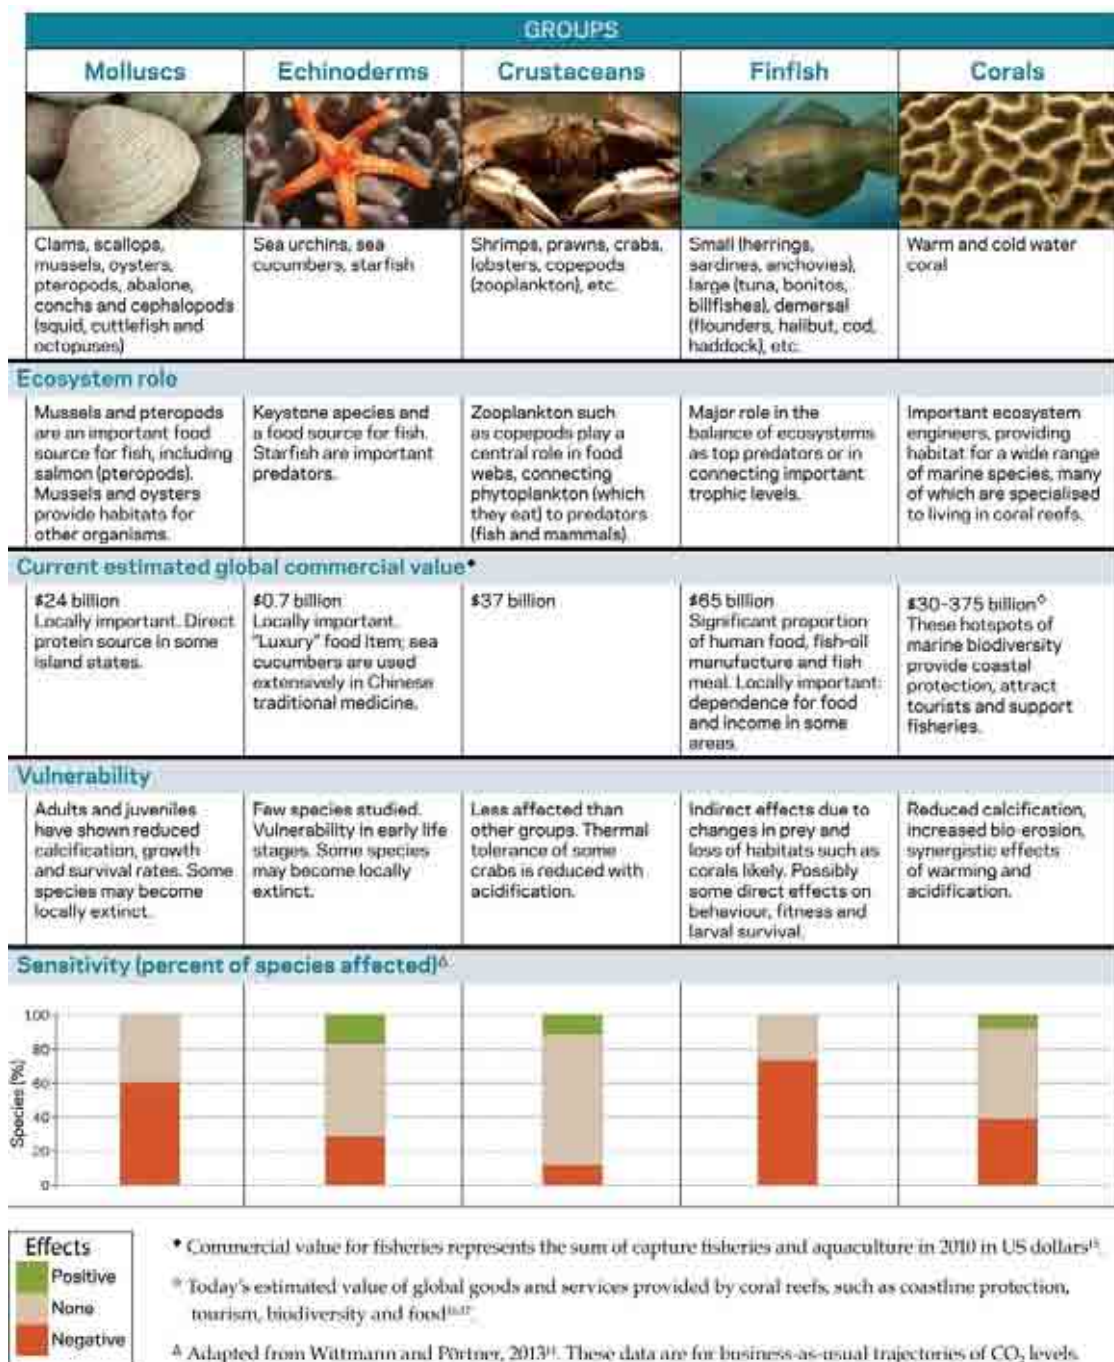 GROUPS
Molluscs
Echinoderms
Crustaceans
Finfish
Corals
Clams, scallops,
mussels, oysters,
pteropods, abalone,
conchs and cephalopods
(squid, cuttlefish and
octopuses)
Sea urchins, sea
cucumbers, starfish
Shrimps, prawns, crabs,
lobsters, copepods
(zooplankton), etc.
Small (herrings,
sardines, anchovies),
large (tuna, bonitos,
billfishes), demersal
(flounders, halibut, cod,
haddock), etc.
Warm and cold water
coral
Ecosystem role
Mussels and pteropods
are an important food
source for fish, including
salmon (pteropods).
Mussels and oysters
provide habitats for
other organisms.
Keystone species and
a food source for fish.
Starfish are important
predators.
Zooplankton such
as copepods play a
central role in food
webs, connecting
phytoplankton (which
they eat) to predators
(fish and mammals)
Major role in the
balance of ecosystems
as top predators or in
connecting important
trophic levels.
Important ecosystem
engineers, providing
habitat for a wide range
of marine species, many
of which are specialised
to living in coral reefs.
Current estimated global commercial value♦
$24 billion
Locally important. Direct
protein source in some
island states.
$0.7 billion
Locally important.
"Luxury" food item; sea
cucumbers are used
extensively in Chinese
traditional medicine.
$37 billion
$65 billion
Significant proportion
of human food, fish-oil
manufacture and fish
meal. Locally important:
dependence for food
and income in some
areas.
$30–375 billion◊
These hotspots of
marine biodiversity
provide coastal
protection, attract
tourists and support
fisheries.
Vulnerability
Adults and juveniles
have shown reduced
calcification, growth
and survival rates. Some
species may become
locally extinct.
Few species studied.
Vulnerability in early life
stages. Some species
may become locally
extinct.
Less affected than
other groups. Thermal
tolerance of some
crabs is reduced with
acidification.
Indirect effects due to
changes in prey and
loss of habitats such as
corals likely. Possibly
some direct effects on
behaviour, fitness and
larval survival.
Reduced calcification,
increased bio-erosion,
synergistic effects
of warming and
acidification.
Sensitivity (percent of species affected)Δ
Species (%)
100
80
60
40
20
0
Effects
Positive
None
Negative
♦ Commercial value for fisheries represents the sum of capture fisheries and aquaculture in 2010 in US dollars¹⁵.
◊ Today's estimated value of global goods and services provided by coral reefs, such as coastline protection,
tourism, biodiversity and food¹⁶,¹⁷
Δ Adapted from Wittmann and Pörtner, 2013¹⁴. These data are for business-as-usual trajectories of CO₂ levels.